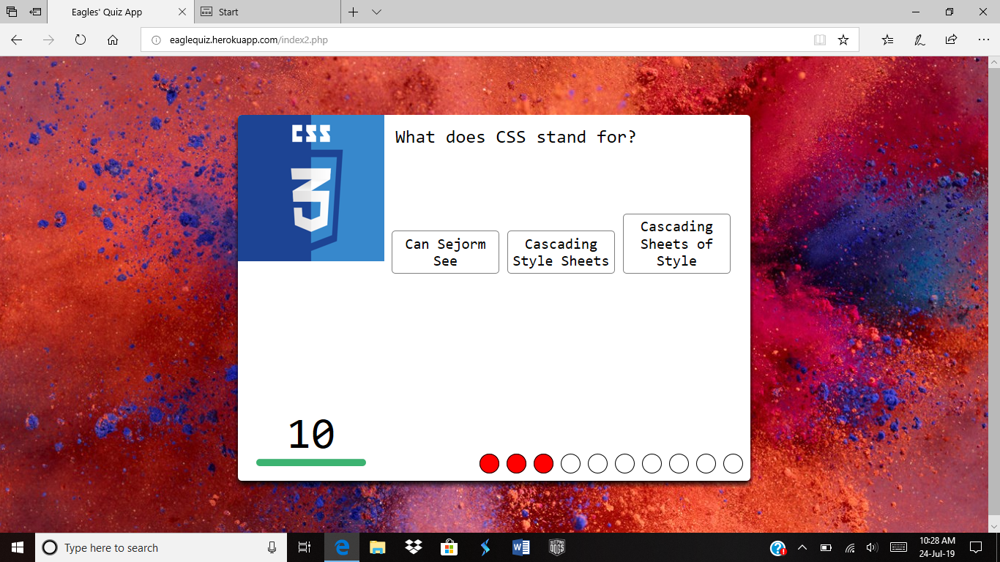 Eagles' Quiz App
Start
eaglequiz.herokuapp.com/index2.php
CSS
3
What does CSS stand for?
Can Sejorm
See
Cascading
Style Sheets
Cascading
Sheets of
Style
10
Type here to search
10:28 AM
24-Jul-19